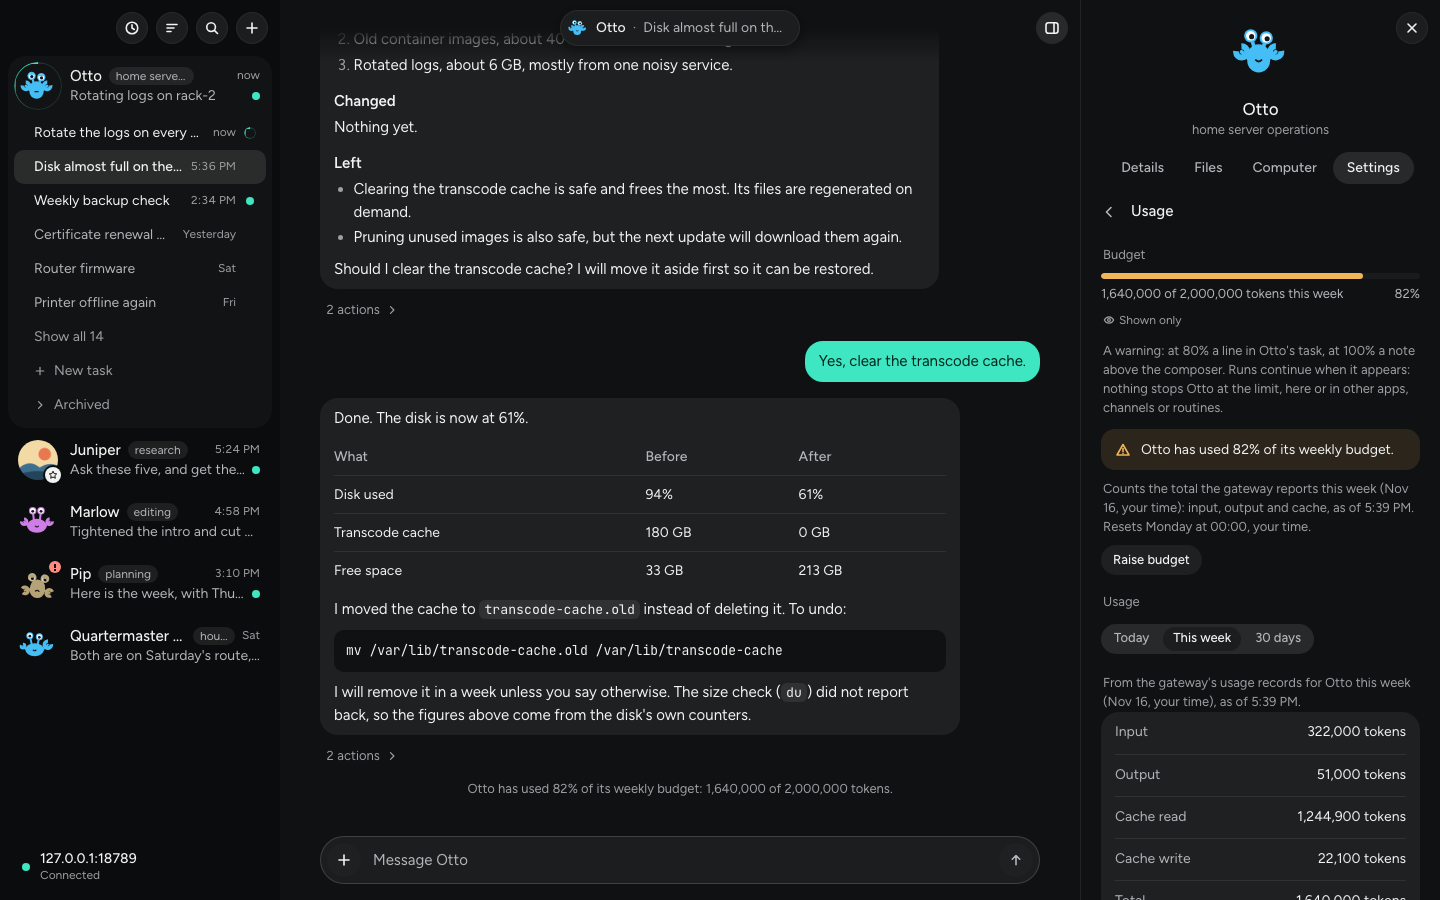 Otto
home serve...
now
Rotating logs on rack-2
Rotate the logs on every ...
now
Disk almost full on the...
5:36 PM
Weekly backup check
2:34 PM
Certificate renewal ...
Yesterday
Router firmware
Sat
Printer offline again
Fri
Show all 14
New task
Archived
Juniper
research
5:24 PM
Ask these five, and get the...
Marlow
editing
4:58 PM
Tightened the intro and cut ...
Pip
planning
3:10 PM
Here is the week, with Thu...
Quartermaster ...
hou...
Sat
Both are on Saturday's route,...
127.0.0.1:18789
Connected
Otto · Disk almost full on th...
2. Old container images, about 40
3. Rotated logs, about 6 GB, mostly from one noisy service.
Changed
Nothing yet.
Left
Clearing the transcode cache is safe and frees the most. Its files are regenerated on
demand.
Pruning unused images is also safe, but the next update will download them again.
Should I clear the transcode cache? I will move it aside first so it can be restored.
2 actions
Yes, clear the transcode cache.
Done. The disk is now at 61%.
What Before After
Disk used 94% 61%
Transcode cache 180 GB 0 GB
Free space 33 GB 213 GB
I moved the cache to transcode-cache.old instead of deleting it. To undo:
mv /var/lib/transcode-cache.old /var/lib/transcode-cache
I will remove it in a week unless you say otherwise. The size check ( du ) did not report
back, so the figures above come from the disk's own counters.
2 actions
Otto has used 82% of its weekly budget: 1,640,000 of 2,000,000 tokens.
Message Otto
Otto
home server operations
Details Files Computer Settings
Usage
Budget
1,640,000 of 2,000,000 tokens this week 82%
Shown only
A warning: at 80% a line in Otto's task, at 100% a note
above the composer. Runs continue when it appears:
nothing stops Otto at the limit, here or in other apps,
channels or routines.
Otto has used 82% of its weekly budget.
Counts the total the gateway reports this week (Nov
16, your time): input, output and cache, as of 5:39 PM.
Resets Monday at 00:00, your time.
Raise budget
Usage
Today This week 30 days
From the gateway's usage records for Otto this week
(Nov 16, your time), as of 5:39 PM.
Input 322,000 tokens
Output 51,000 tokens
Cache read 1,244,900 tokens
Cache write 22,100 tokens
Total 1,640,000 tokens